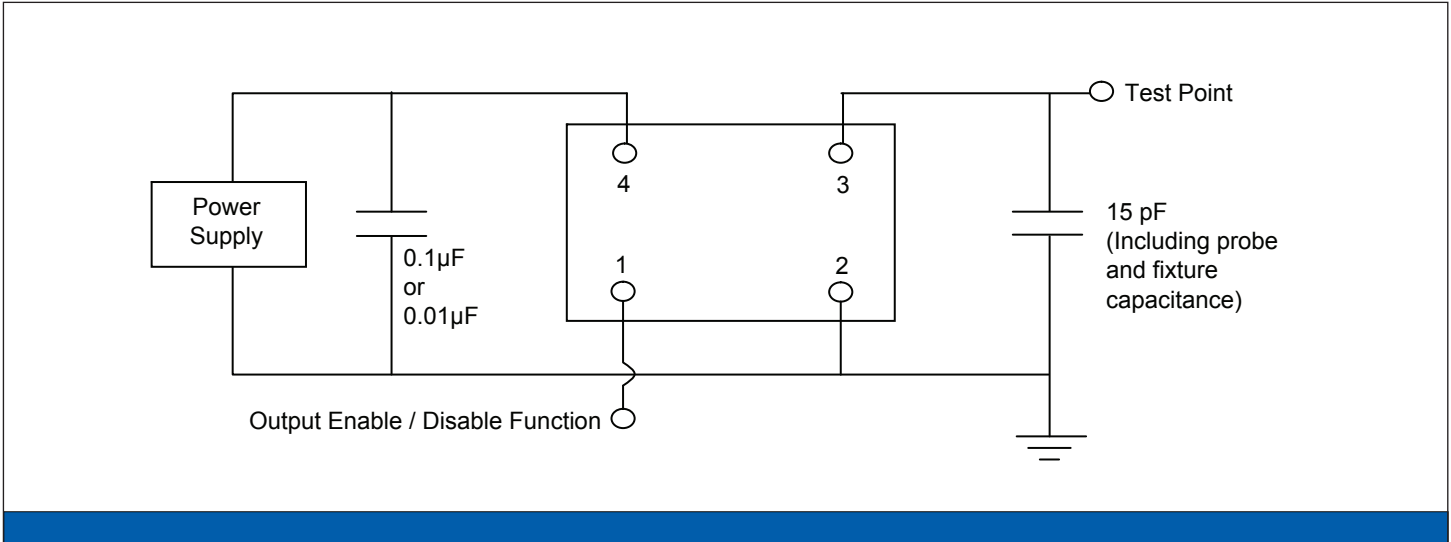 Test Point
4
3
Power
Supply
15 pF
(Including probe
and fixture
capacitance)
0.1µF
or
0.01µF
1
2
Output Enable / Disable Function